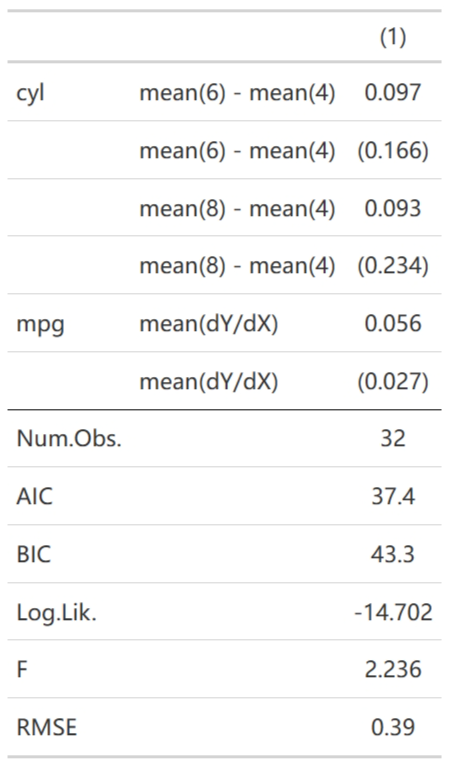 (1)
cyl mean(6) - mean(4) 0.097
mean(6) - mean(4) (0.166)
mean(8) - mean(4) 0.093
mean(8) - mean(4) (0.234)
mpg mean(dY/dX) 0.056
mean(dY/dX) (0.027)
Num.Obs. 32
AIC 37.4
BIC 43.3
Log.Lik. -14.702
F 2.236
RMSE 0.39